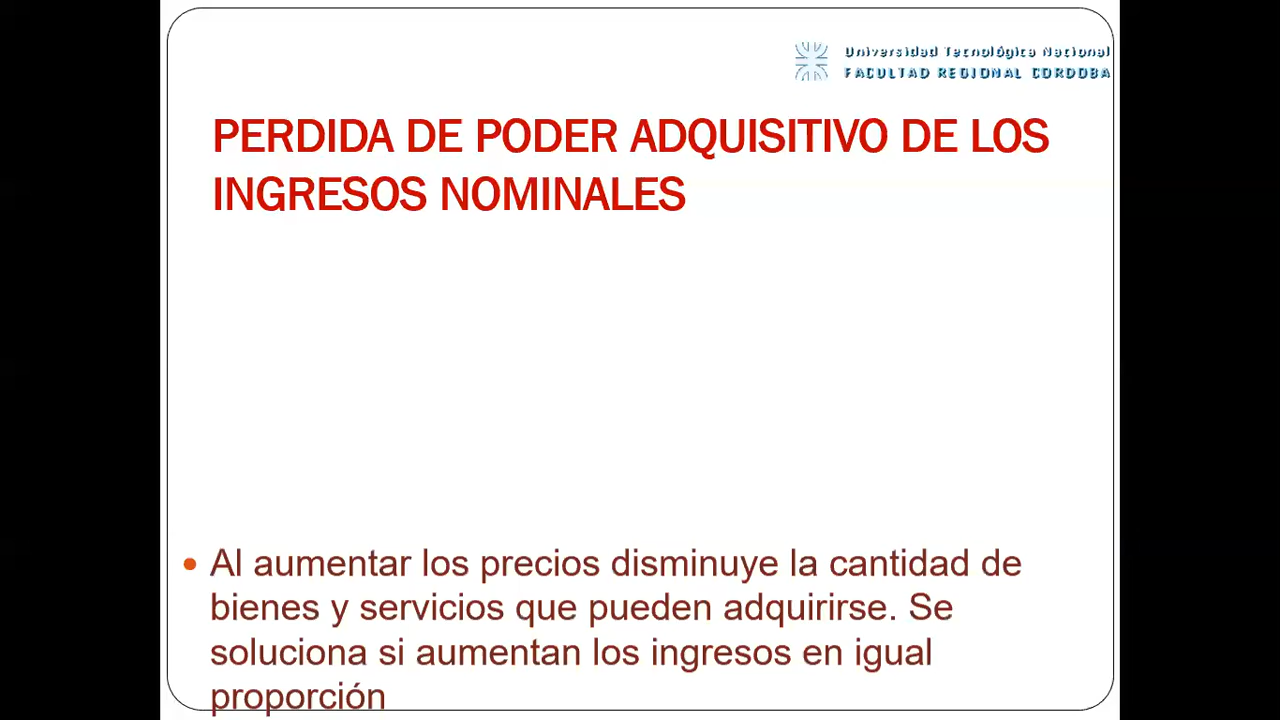 Universidad Tecnológica Nacional
FACULTAD REGIONAL CORDOBA
PERDIDA DE PODER ADQUISITIVO DE LOS
INGRESOS NOMINALES
• Al aumentar los precios disminuye la cantidad de
bienes y servicios que pueden adquirirse. Se
soluciona si aumentan los ingresos en igual
proporción